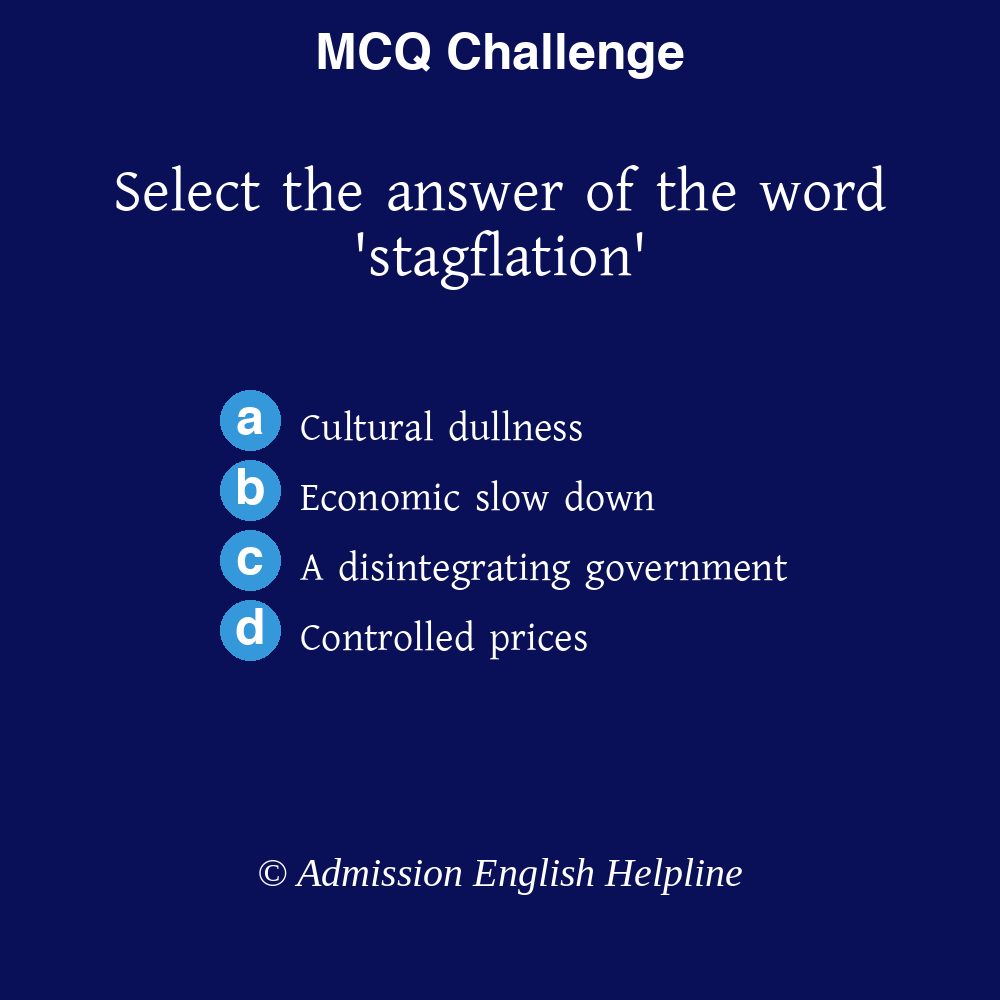 MCQ Challenge
Select the answer of the word
'stagflation'
a Cultural dullness
b Economic slow down
c A disintegrating government
d Controlled prices
© Admission English Helpline